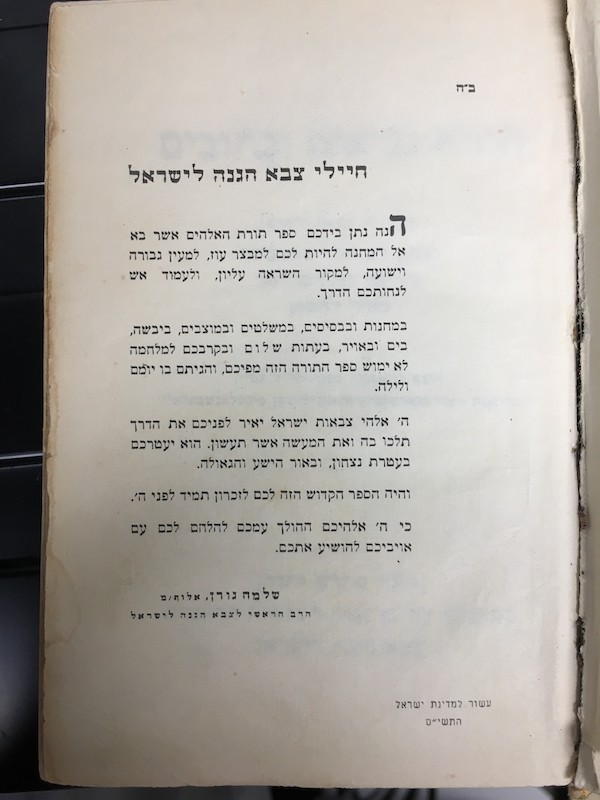 ב״ה
חיילי צבא הגנה לישראל
הנה נתן בידכם ספר תורת האלהים אשר בא
אל המחנה להיות לכם למבצר עוז, למעין גבורה
וישועה, למקור השראה עליון, ולעמוד אש
לנחותכם הדרך.
במחנות ובבסיסים, במשלטים ובמוצבים, ביבשה,
בים ובאויר, בעתות שלום ובקרבכם למלחמה
לא ימוש ספר התורה הזה מפיכם, והגיתם בו יומם
ולילה.
ה׳ אלהי צבאות ישראל יאיר לפניכם את הדרך
תלכו בה ואת המעשה אשר תעשון. הוא יעטרכם
בעטרת נצחון, ובאור הישע והגאולה.
והיה הספר הקדוש הזה לכם לזכרון תמיד לפני ה׳.
כי ה׳ אלהיכם ההולך עמכם להלחם לכם עם
אויביכם להושיע אתכם.
שלמה גורן, אלוף/מ
הרב הראשי לצבא הגנה לישראל
עשור למדינת ישראל
התשי״ט